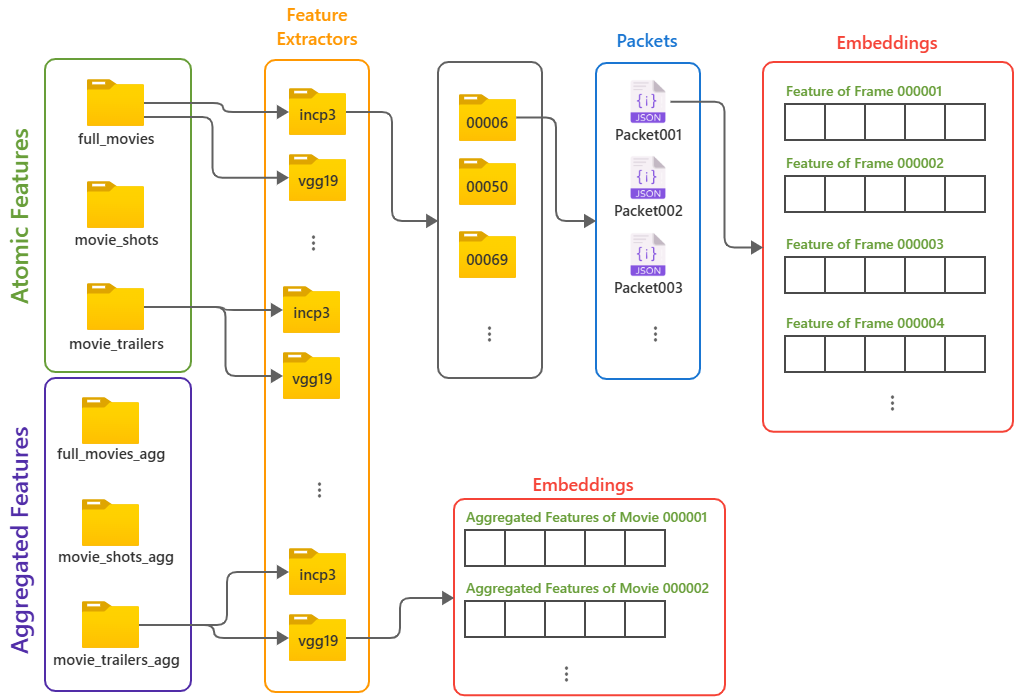 Feature
Extractors
Packets
Embeddings
Atomic Features
full_movies
movie_shots
movie_trailers
incp3
vgg19
incp3
vgg19
00006
00050
00069
{i}
JSON
Packet001
{i}
JSON
Packet002
{i}
JSON
Packet003
Feature of Frame 000001
Feature of Frame 000002
Feature of Frame 000003
Feature of Frame 000004
Aggregated Features
full_movies_agg
movie_shots_agg
movie_trailers_agg
incp3
vgg19
Embeddings
Aggregated Features of Movie 000001
Aggregated Features of Movie 000002